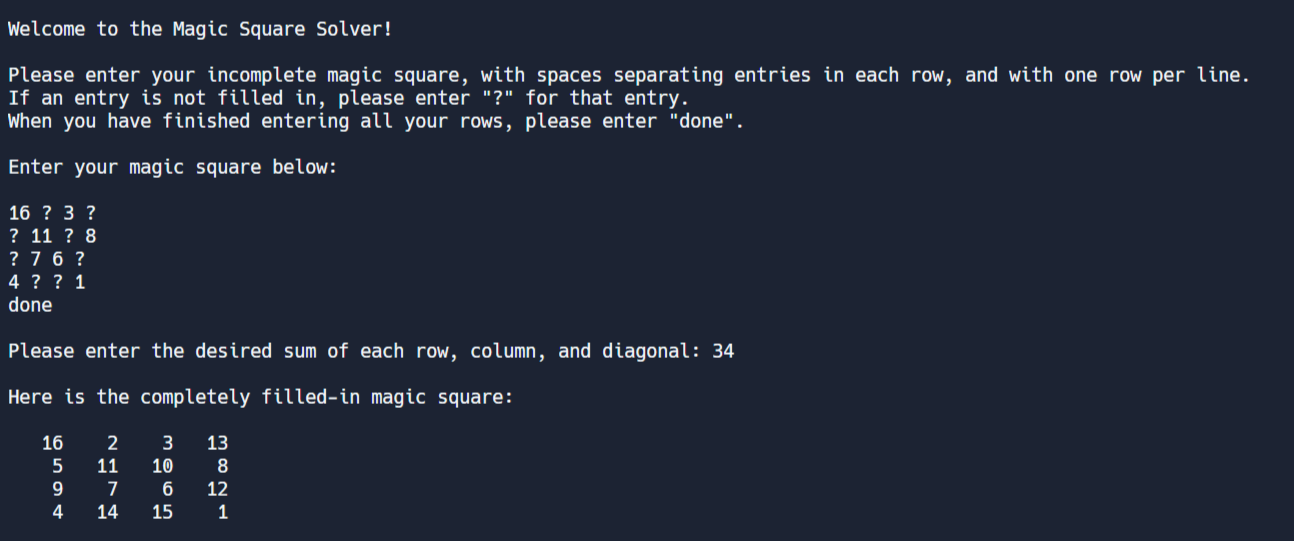 Welcome to the Magic Square Solver!
Please enter your incomplete magic square, with spaces separating entries in each row, and with one row per line.
If an entry is not filled in, please enter "?" for that entry.
When you have finished entering all your rows, please enter "done".
Enter your magic square below:
16 ? 3 ?
? 11 ? 8
? 7 6 ?
4 ? ? 1
done
Please enter the desired sum of each row, column, and diagonal: 34
Here is the completely filled-in magic square:
16 2 3 13
5 11 10 8
9 7 6 12
4 14 15 1